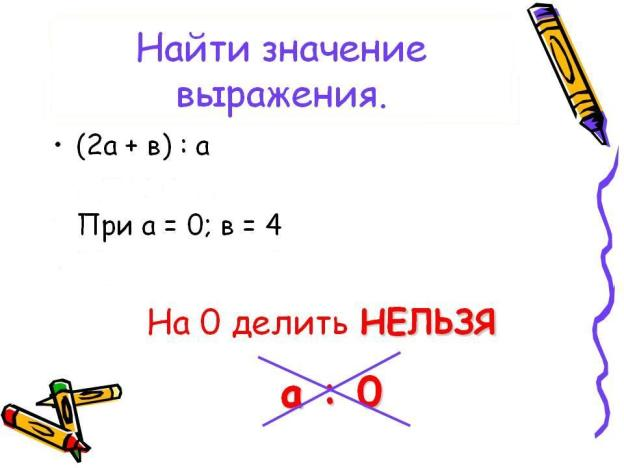 Найти значение
выражения.
• (2а + в) : а
При а = 0; в = 4
На 0 делить НЕЛЬЗЯ
а : 0